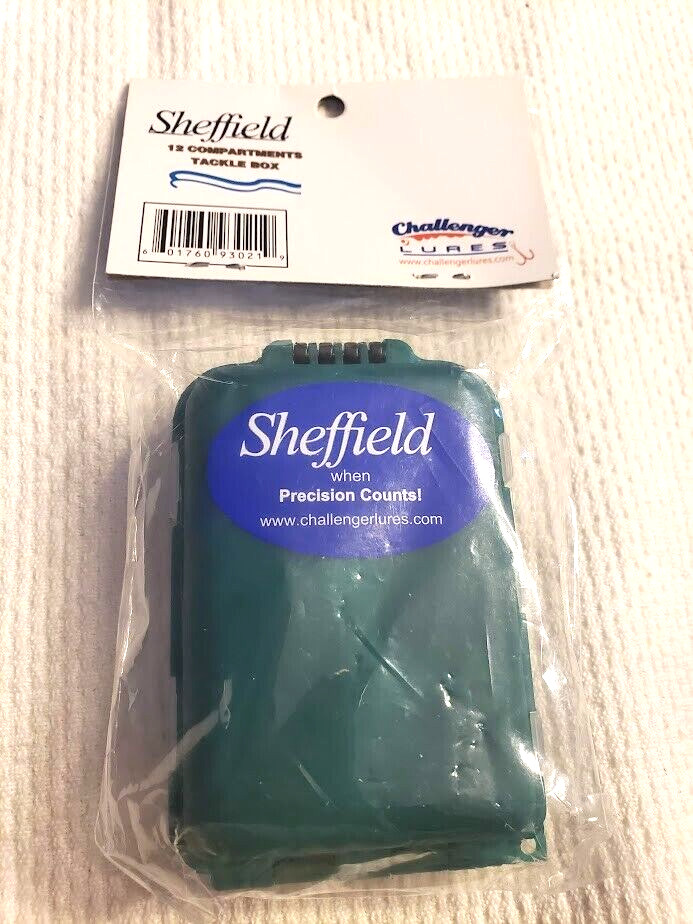 Sheffield
12 COMPARTMENTS
TACKLE BOX
6 01760 93021 9
Challenger
LURES
www.challengerlures.com
Sheffield
when
Precision Counts!
www.challengerlures.com